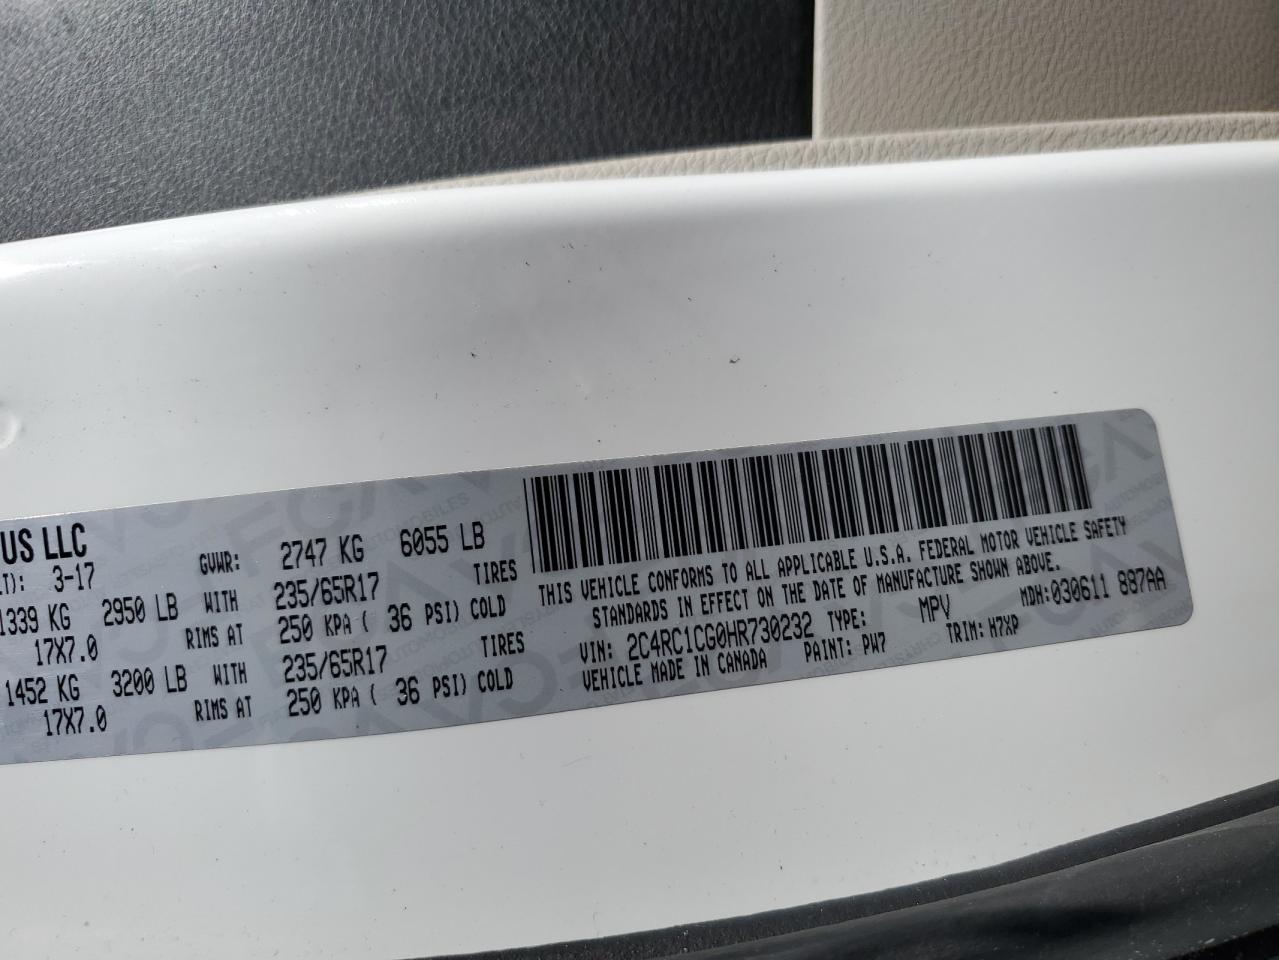 US LLC
LT): 3-17
GVWR: 2747 KG 6055 LB
1339 KG 2950 LB WITH 235/65R17 TIRES
17X7.0 RIMS AT 250 KPA ( 36 PSI) COLD
1452 KG 3200 LB WITH 235/65R17 TIRES
17X7.0 RIMS AT 250 KPA ( 36 PSI) COLD
THIS VEHICLE CONFORMS TO ALL APPLICABLE U.S.A. FEDERAL MOTOR VEHICLE SAFETY
STANDARDS IN EFFECT ON THE DATE OF MANUFACTURE SHOWN ABOVE.
MDH:030611 887AA
VIN: 2C4RC1CG0HR730232 TYPE: MPV
VEHICLE MADE IN CANADA PAINT: PW7 TRIM: H7XP